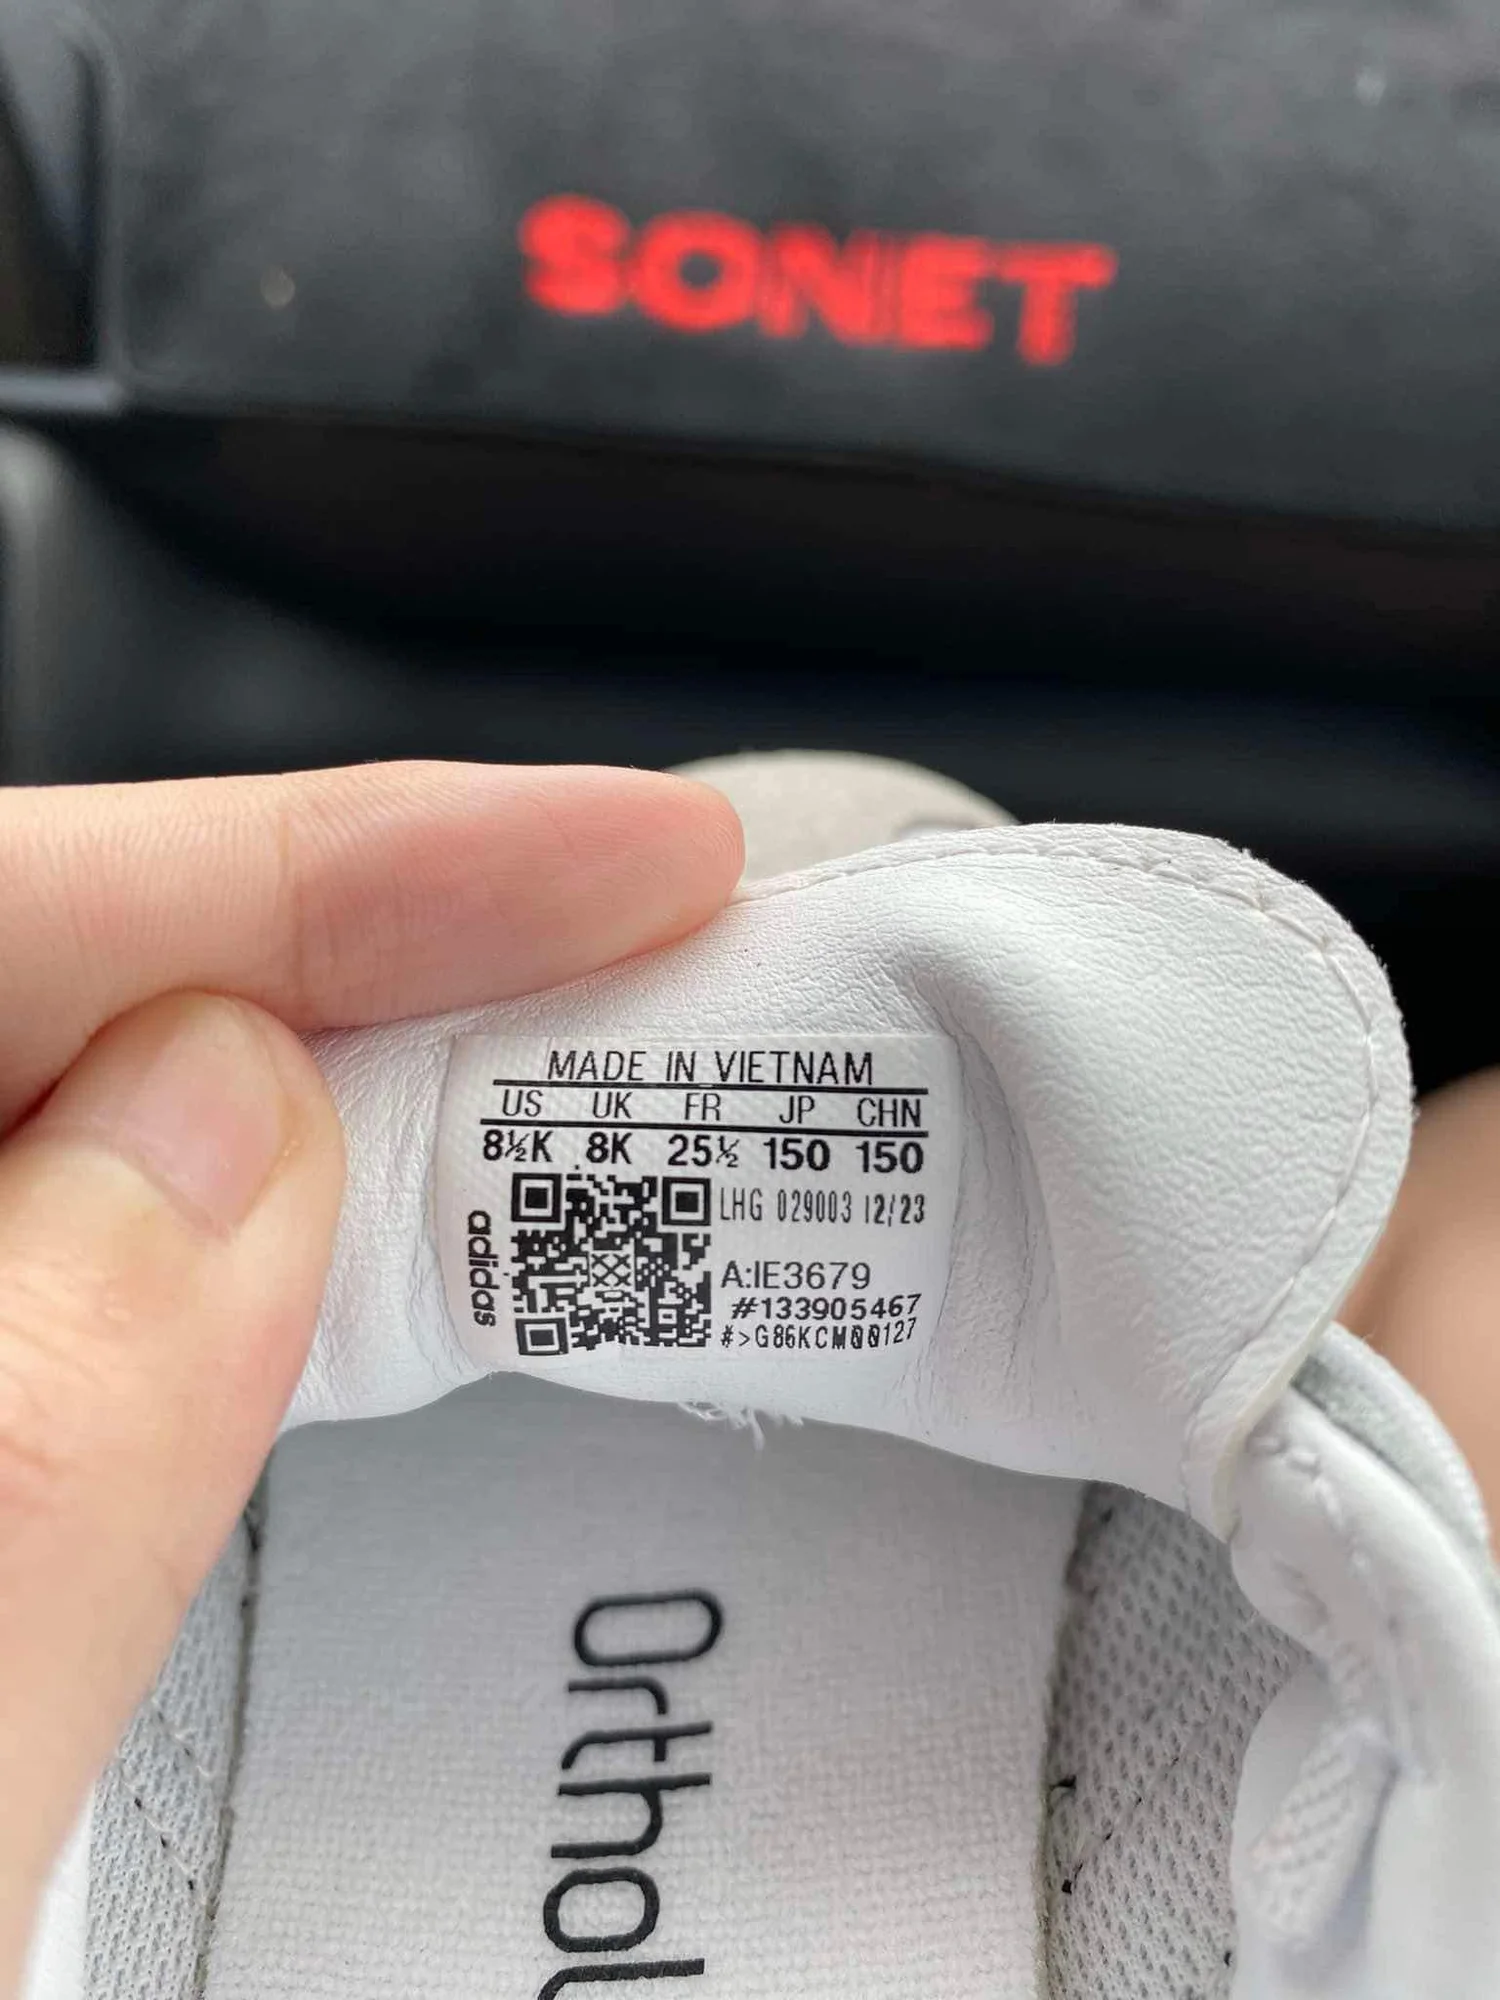 SONET
MADE IN VIETNAM
US UK FR JP CHN
8½K 8K 25½ 150 150
LHG 029003 12/23
adidas
A:IE3679
#133905467
#>G86KCM00127
Orthol